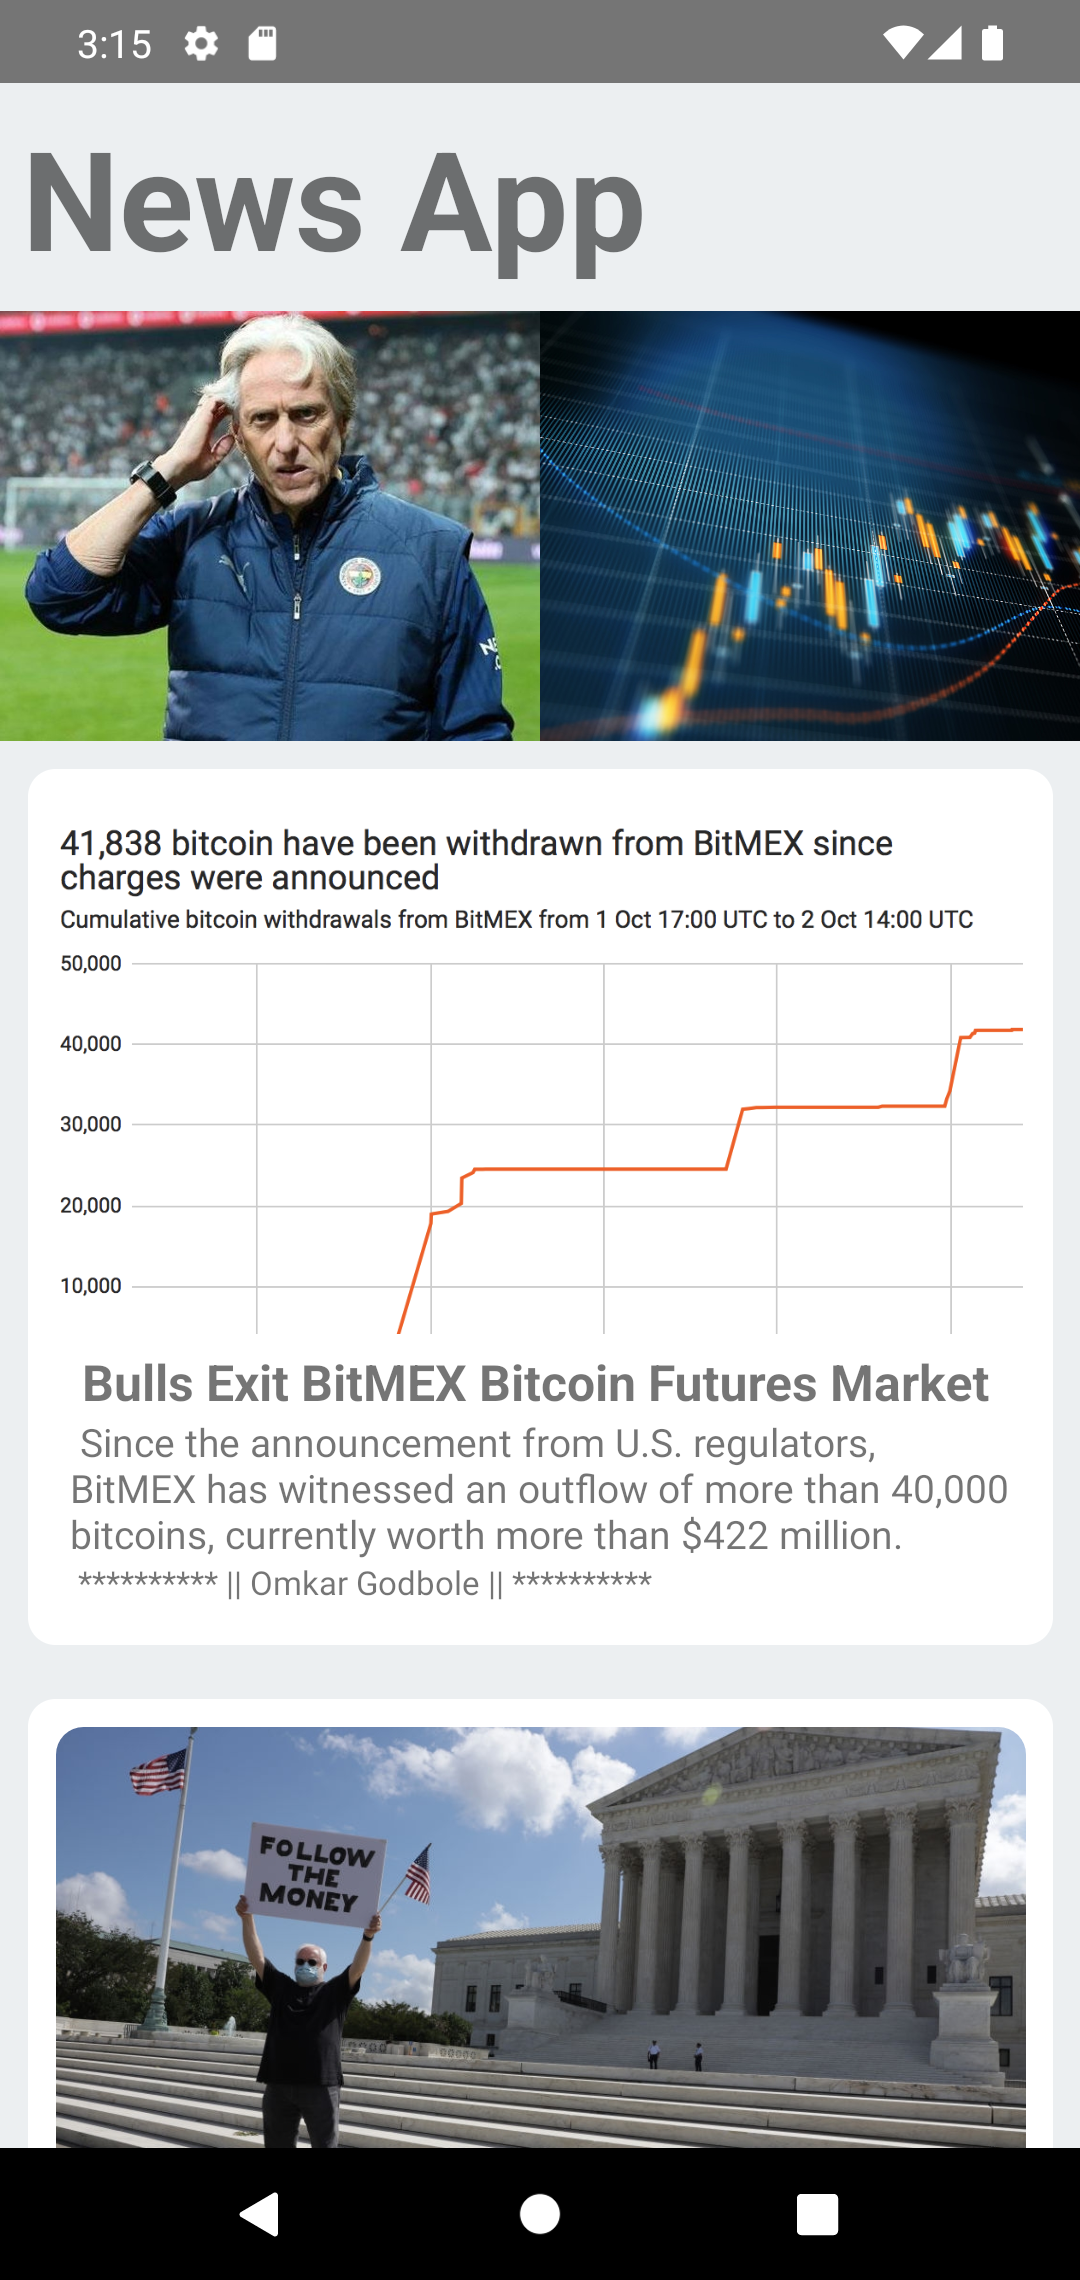 3:15
News App
41,838 bitcoin have been withdrawn from BitMEX since
charges were announced
Cumulative bitcoin withdrawals from BitMEX from 1 Oct 17:00 UTC to 2 Oct 14:00 UTC
50,000
40,000
30,000
20,000
10,000
Bulls Exit BitMEX Bitcoin Futures Market
Since the announcement from U.S. regulators,
BitMEX has witnessed an outflow of more than 40,000
bitcoins, currently worth more than $422 million.
********** || Omkar Godbole || **********
FOLLOW
THE
MONEY